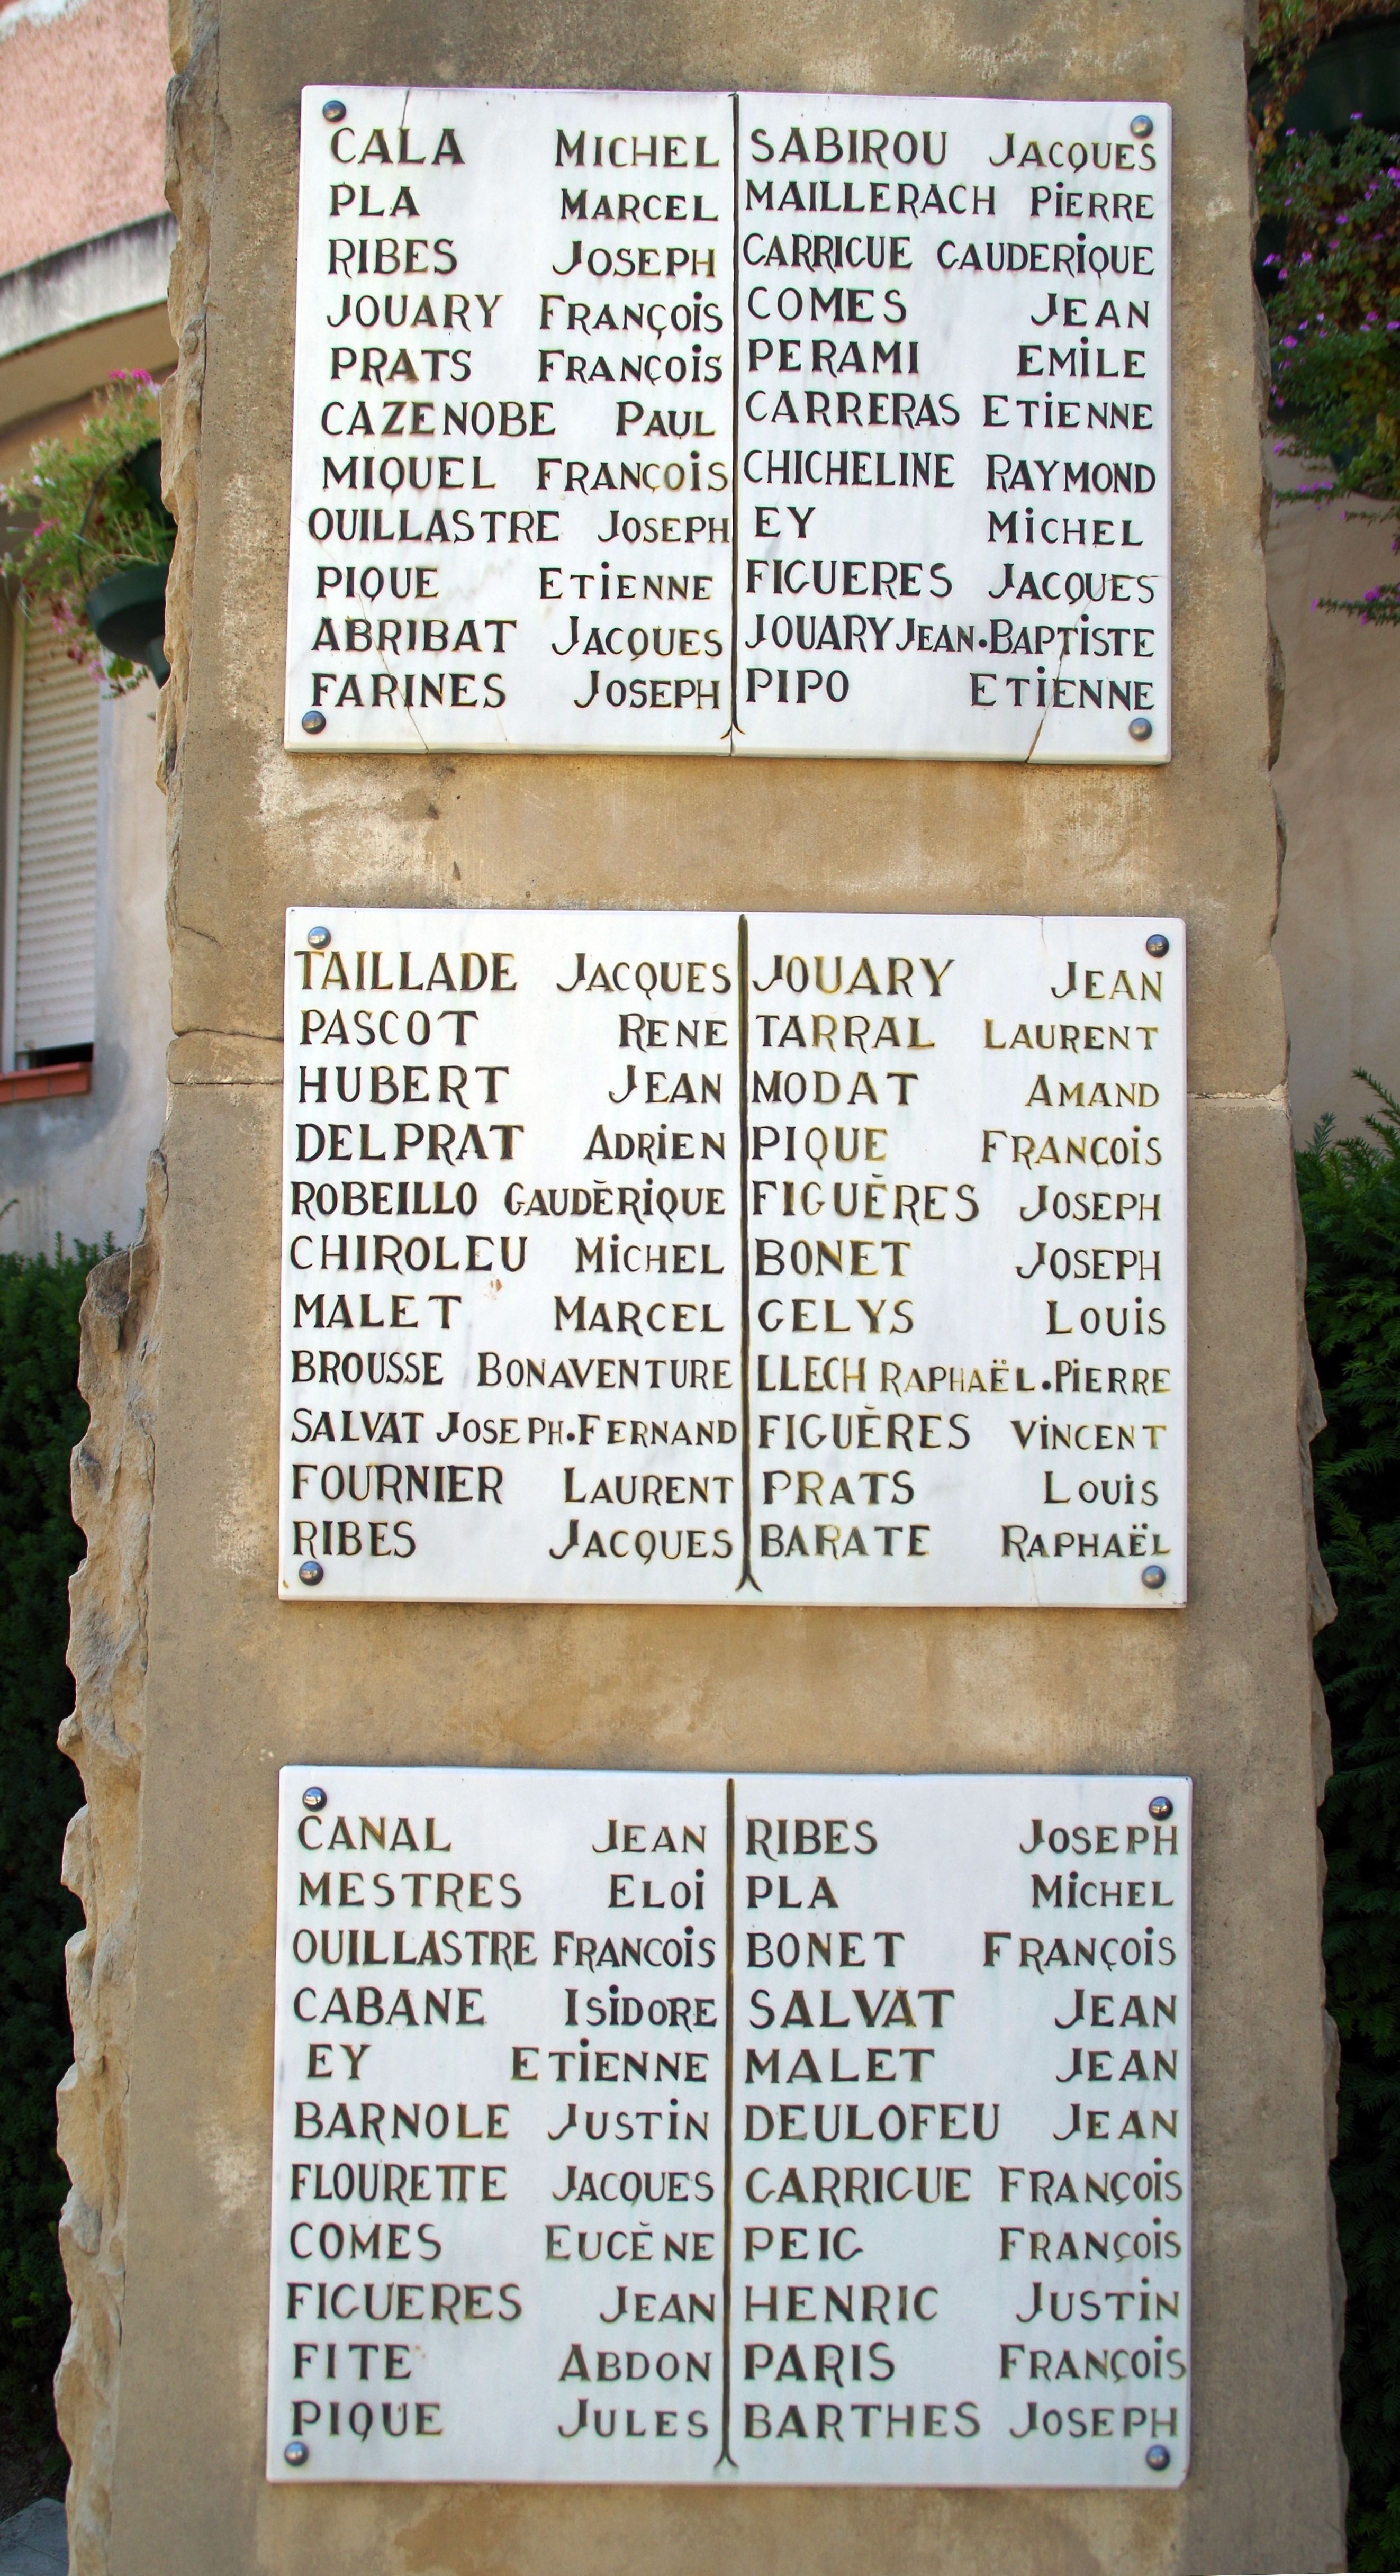 CALA MICHEL
PLA MARCEL
RIBES JOSEPH
JOUARY FRANÇOiS
PRATS FRANÇOiS
CAZENOBE PAUL
MIQUEL FRANÇOiS
OUILLASTRE JOSEPH
PIQUE ETiENNE
ABRIBAT JACQUES
FARINES JOSEPH
SABIROU JACQUES
MAILLERACH PiERRE
GARRIGUE GAUDERiQUE
COMES JEAN
PERAMI EMiLE
CARRERAS ETiENNE
CHICHELINE RAYMOND
EY MiCHEL
FIGUERES JACQUES
JOUARY JEAN.BAPTiSTE
PIPO ETiENNE
TAILLADE JACQUES
PASCOT RENE
HUBERT JEAN
DELPRAT ADRiEN
ROBEILLO GAUDÈRiQUE
CHIROLEU MiCHEL
MALET MARCEL
BROUSSE BONAVENTURE
SALVAT JOSEPH.FERNAND
FOURNIER LAURENT
RIBES JACQUES
JOUARY JEAN
TARRAL LAURENT
MODAT AMAND
PIQUE FRANCOiS
FIGUÈRES JOSEPH
BONET JOSEPH
GELYS LOUiS
LLECH RAPHAËL.PiERRE
FIGUÈRES ViNCENT
PRATS LOUiS
BARATE RAPHAËL
CANAL JEAN
MESTRES ELOi
OUILLASTRE FRANCOiS
CABANE ISiDORE
EY ETiENNE
BARNOLE JUSTiN
FLOURETTE JACQUES
COMES EUGÈNE
FIGUERES JEAN
FITE ABDON
PIQUE JULES
RIBES JOSEPH
PLA MiCHEL
BONET FRANÇOiS
SALVAT JEAN
MALET JEAN
DEULOFEU JEAN
GARRIGUE FRANÇOiS
PEIG FRANÇOiS
HENRIC JUSTiN
PARIS FRANÇOiS
BARTHES JOSEPH